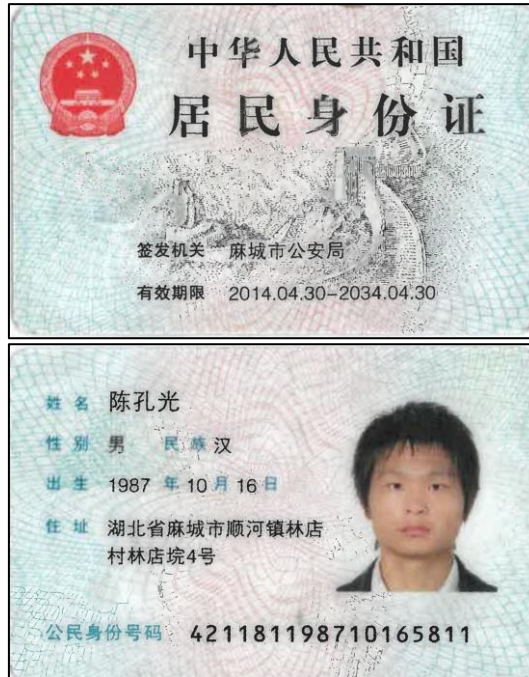 中华人民共和国
居民身份证
签发机关 麻城市公安局
有效期限 2014.04.30-2034.04.30
姓名 陈孔光
性别 男 民族 汉
出生 1987 年 10 月 16 日
住址 湖北省麻城市顺河镇林店
村林店垸4号
公民身份号码 421181198710165811